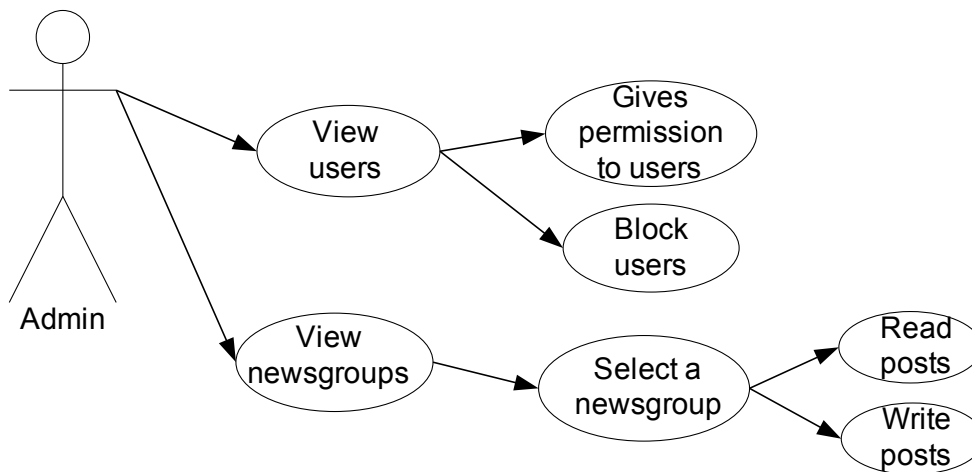 Gives
permission
to users
View
users
Block
users
Admin
View
newsgroups
Select a
newsgroup
Read
posts
Write
posts